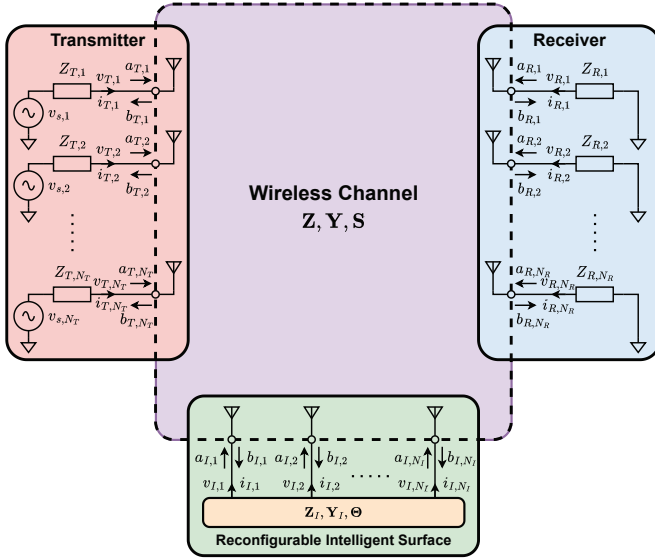 Transmitter
Z_{T,1} v_{T,1} a_{T,1}
v_{s,1} i_{T,1} b_{T,1}
Z_{T,2} v_{T,2} a_{T,2}
v_{s,2} i_{T,2} b_{T,2}
......
Z_{T,N_T} v_{T,N_T} a_{T,N_T}
v_{s,N_T} i_{T,N_T} b_{T,N_T}
Wireless Channel
Z, Y, S
Receiver
a_{R,1} v_{R,1} Z_{R,1}
b_{R,1} i_{R,1}
a_{R,2} v_{R,2} Z_{R,2}
b_{R,2} i_{R,2}
......
a_{R,N_R} v_{R,N_R} Z_{R,N_R}
b_{R,N_R} i_{R,N_R}
a_{I,1} b_{I,1} a_{I,2} b_{I,2} ..... a_{I,N_I} b_{I,N_I}
v_{I,1} i_{I,1} v_{I,2} i_{I,2} v_{I,N_I} i_{I,N_I}
Z_I, Y_I, Θ
Reconfigurable Intelligent Surface